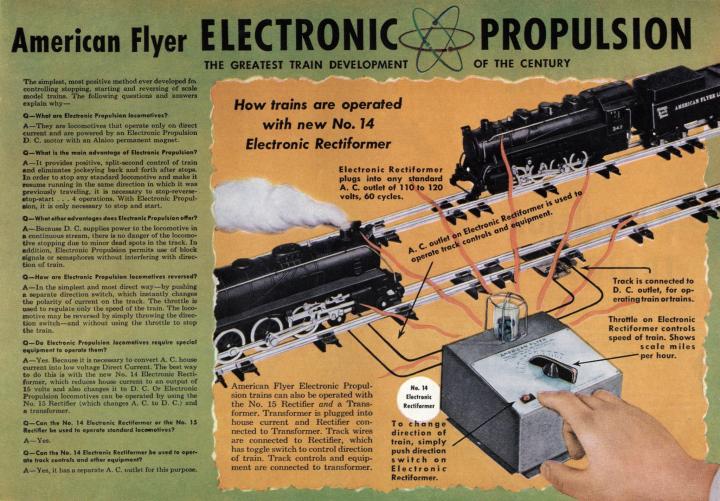 American Flyer ELECTRONIC PROPULSION
THE GREATEST TRAIN DEVELOPMENT OF THE CENTURY
The simplest, most positive method ever developed for
controlling stopping, starting and reversing of scale
model trains. The following questions and answers
explain why—
Q—What are Electronic Propulsion locomotives?
A—They are locomotives that operate only on direct
current and are powered by an Electronic Propulsion
D. C. motor with an Alnico permanent magnet.
Q—What is the main advantage of Electronic Propulsion?
A—It provides positive, split-second control of train
and eliminates jockeying back and forth after stops.
In order to stop any standard locomotive and make it
resume running in the same direction in which it was
previously traveling, it is necessary to stop-reverse-
stop-start . . . 4 operations. With Electronic Propul-
sion, it is only necessary to stop and start.
Q—What other advantages does Electronic Propulsion offer?
A—Because D. C. supplies power to the locomotive in
a continuous stream, there is no danger of the locomo-
tive stopping due to minor dead spots in the track. In
addition, Electronic Propulsion permits use of block
signals or semaphores without interfering with direc-
tion of train.
Q—How are Electronic Propulsion locomotives reversed?
A—In the simplest and most direct way—by pushing
a separate direction switch, which instantly changes
the polarity of current on the track. The throttle is
used to regulate only the speed of the train. The loco-
motive may be reversed by simply throwing the direc-
tion switch—and without using the throttle to stop
the train.
Q—Do Electronic Propulsion locomotives require special
equipment to operate them?
A—Yes. Because it is necessary to convert A. C. house
current into low voltage Direct Current. The best way
to do this is with the new No. 14 Electronic Recti-
former, which reduces house current to an output of
15 volts and also changes it to D. C. Or Electronic
Propulsion locomotives can be operated by using the
No. 15 Rectifier (which changes A. C. to D. C.) and
a transformer.
Q—Can the No. 14 Electronic Rectiformer or the No. 15
Rectifier be used to operate standard locomotives?
A—Yes.
Q—Can the No. 14 Electronic Rectiformer be used to oper-
ate track controls and other equipment?
A—Yes, it has a separate A. C. outlet for this purpose.
How trains are operated
with new No. 14
Electronic Rectiformer
Electronic Rectiformer
plugs into any standard
A. C. outlet of 110 to 120
volts, 60 cycles.
A. C. outlet on Electronic Rectiformer is used to
operate track controls and equipment.
AMERICAN FLYER
Track is connected to
D. C. outlet, for op-
erating train or trains.
Throttle on Electronic
Rectiformer controls
speed of train. Shows
scale miles
per hour.
AMERICAN FLYER
American Flyer Electronic Propul-
sion trains can also be operated with
the No. 15 Rectifier and a Trans-
former. Transformer is plugged into
house current and Rectifier con-
nected to Transformer. Track wires
are connected to Rectifier, which
has toggle switch to control direction
of train. Track controls and equip-
ment are connected to transformer.
No. 14
Electronic
Rectiformer
To change
direction of
train, simply
push direction
switch on
Electronic
Rectiformer.